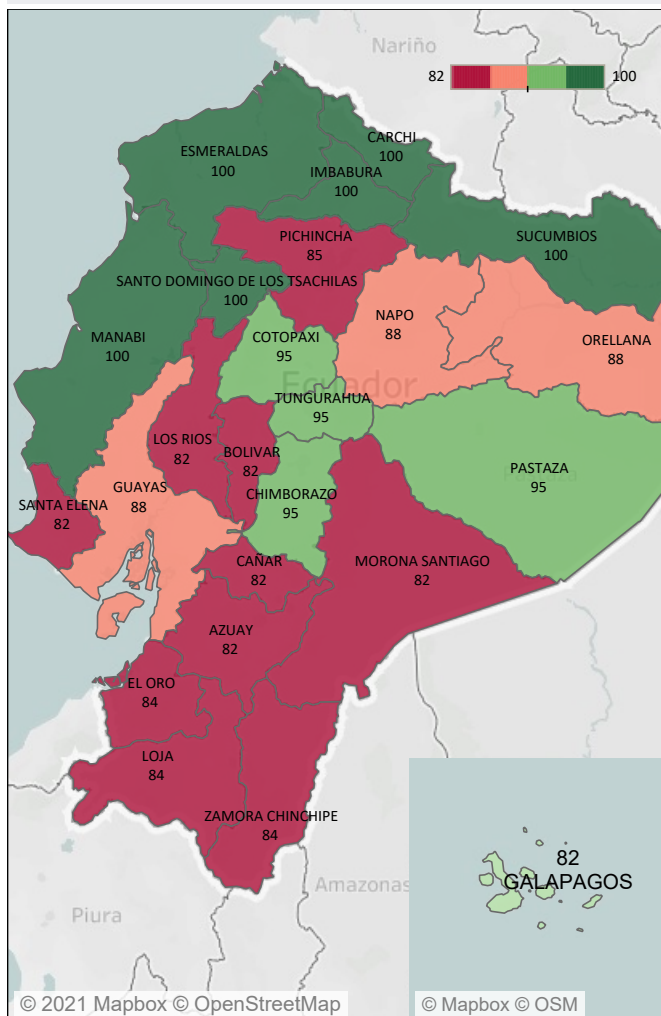 Nariño
82
100
CARCHI
100
ESMERALDAS
100
IMBABURA
100
PICHINCHA
85
SUCUMBIOS
100
SANTO DOMINGO DE LOS TSACHILAS
100
NAPO
88
MANABI
100
COTOPAXI
95
ORELLANA
88
Ecuador
TUNGURAHUA
95
LOS RIOS
82
BOLIVAR
82
PASTAZA
95
CHIMBORAZO
95
GUAYAS
88
SANTA ELENA
82
CAÑAR
82
MORONA SANTIAGO
82
AZUAY
82
EL ORO
84
LOJA
84
ZAMORA CHINCHIPE
84
82
GALAPAGOS
Amazonas
Piura
© 2021 Mapbox © OpenStreetMap
© Mapbox © OSM